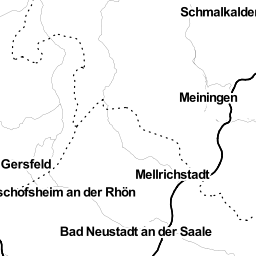 Schmalkalden
Meiningen
Gersfeld
Mellrichstadt
schofsheim an der Rhön
Bad Neustadt an der Saale